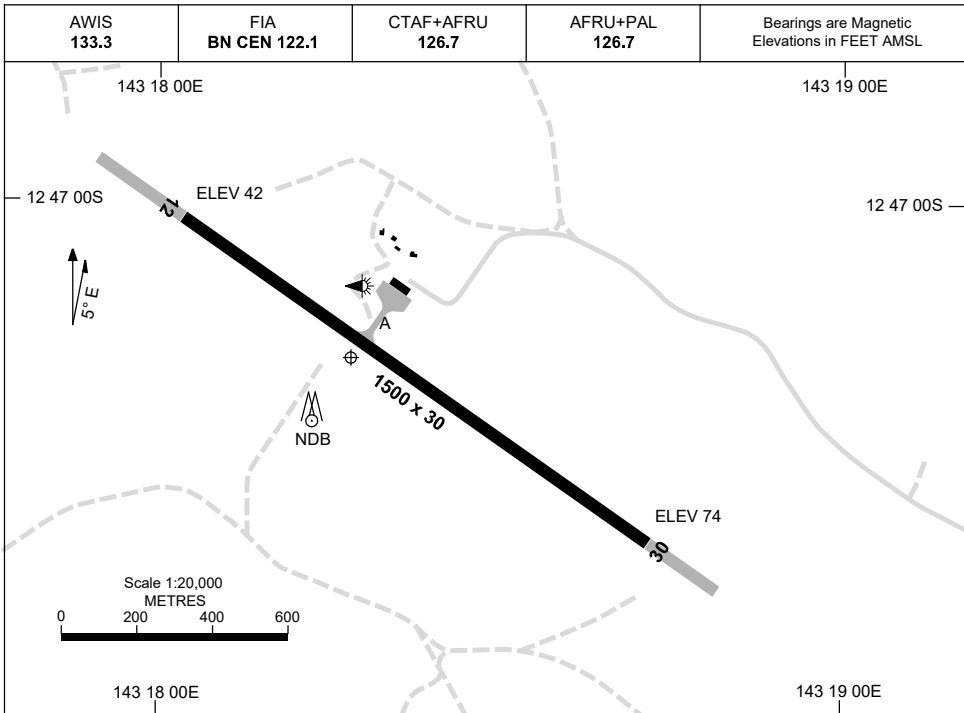 AWIS
133.3
FIA
BN CEN 122.1
CTAF+AFRU
126.7
AFRU+PAL
126.7
Bearings are Magnetic
Elevations in FEET AMSL
143 18 00E
143 19 00E
12 47 00S
12 47 00S
ELEV 42
12
5° E
A
1500 x 30
NDB
ELEV 74
30
Scale 1:20,000
METRES
0 200 400 600
143 18 00E
143 19 00E